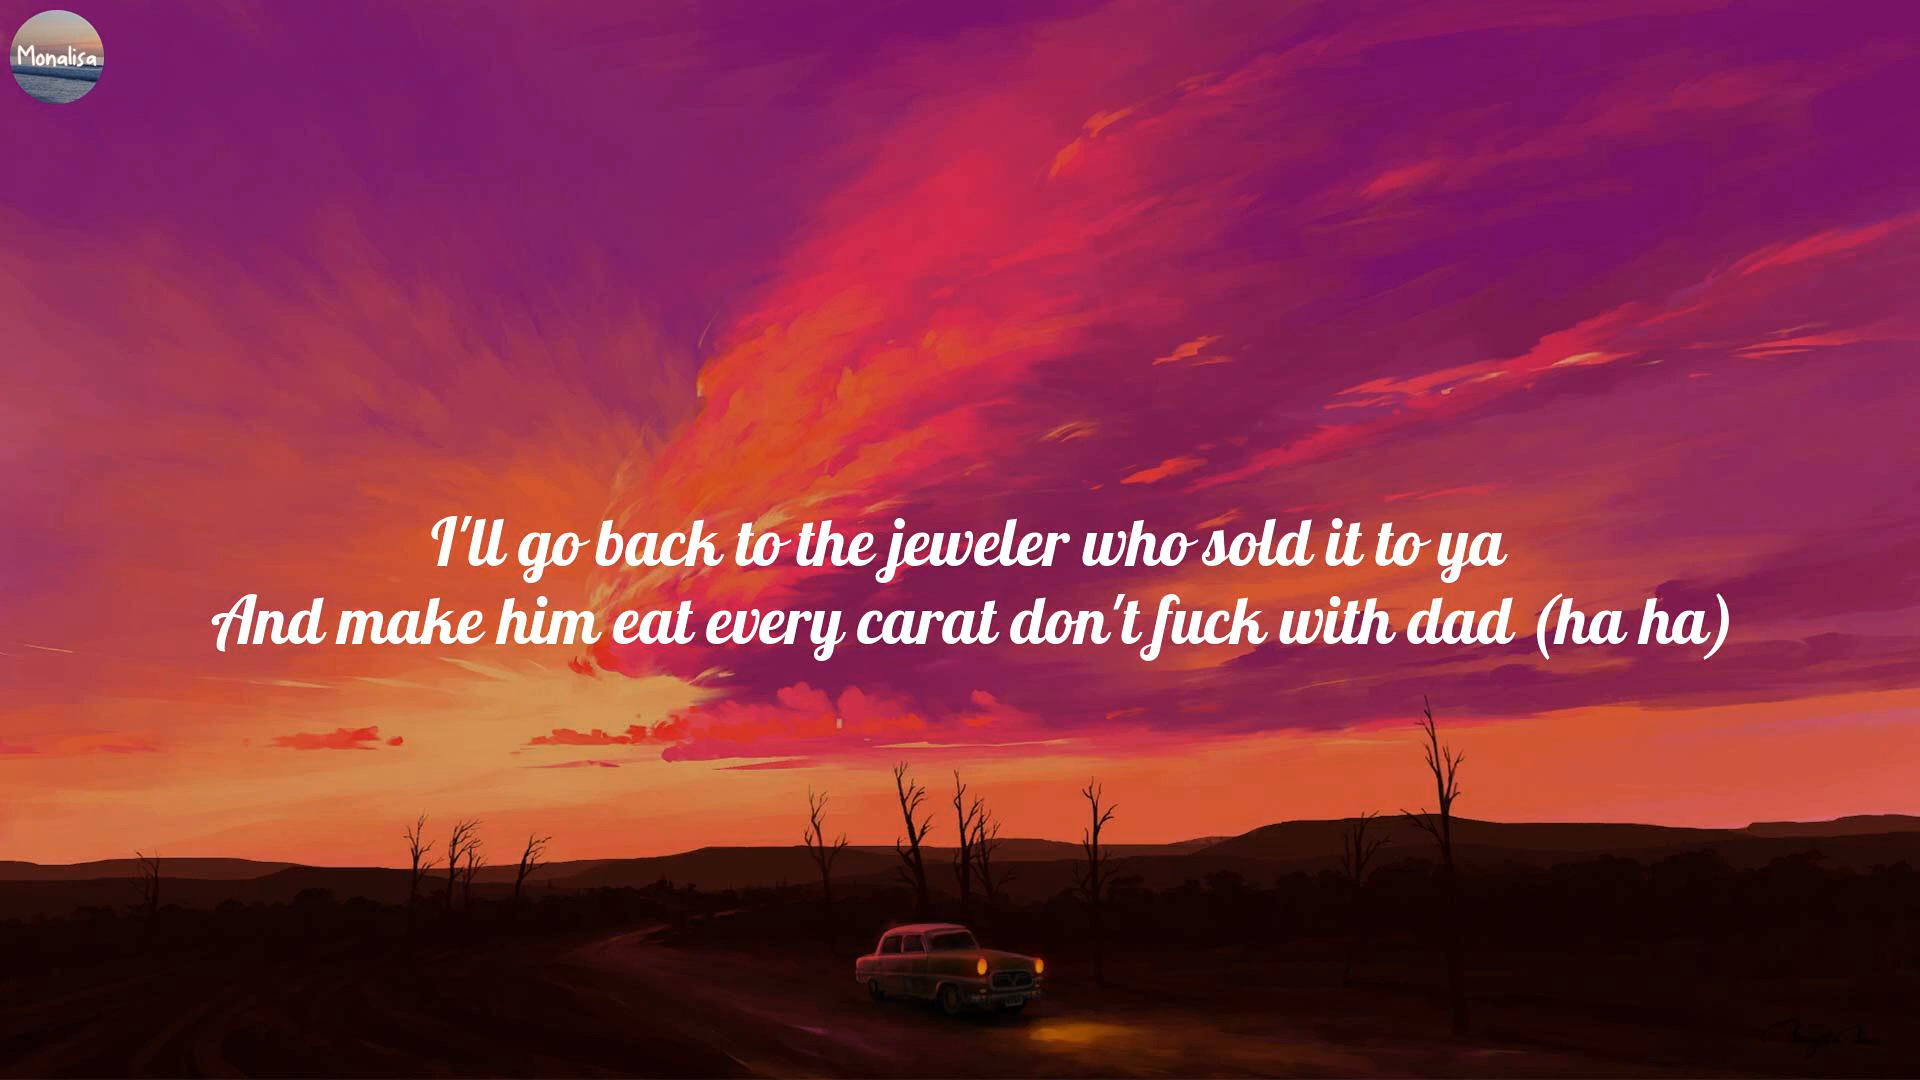 Monalisa
I'll go back to the jeweler who sold it to ya
And make him eat every carat don't fuck with dad (ha ha)